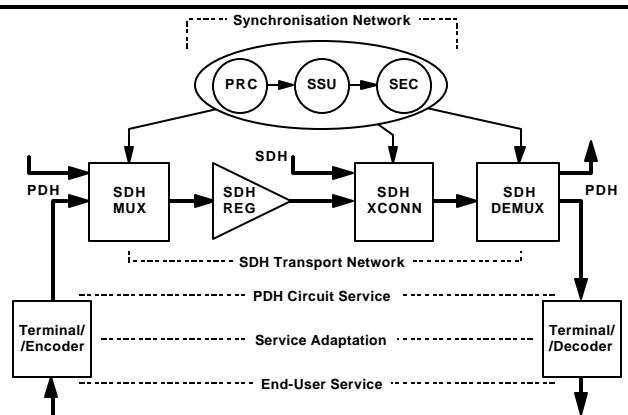 Synchronisation Network
PRC
SSU
SEC
SDH
PDH
SDH
MUX
SDH
REG
SDH
XCONN
SDH
DEMUX
PDH
SDH Transport Network
PDH Circuit Service
Terminal/
/Encoder
Service Adaptation
Terminal/
/Decoder
End-User Service